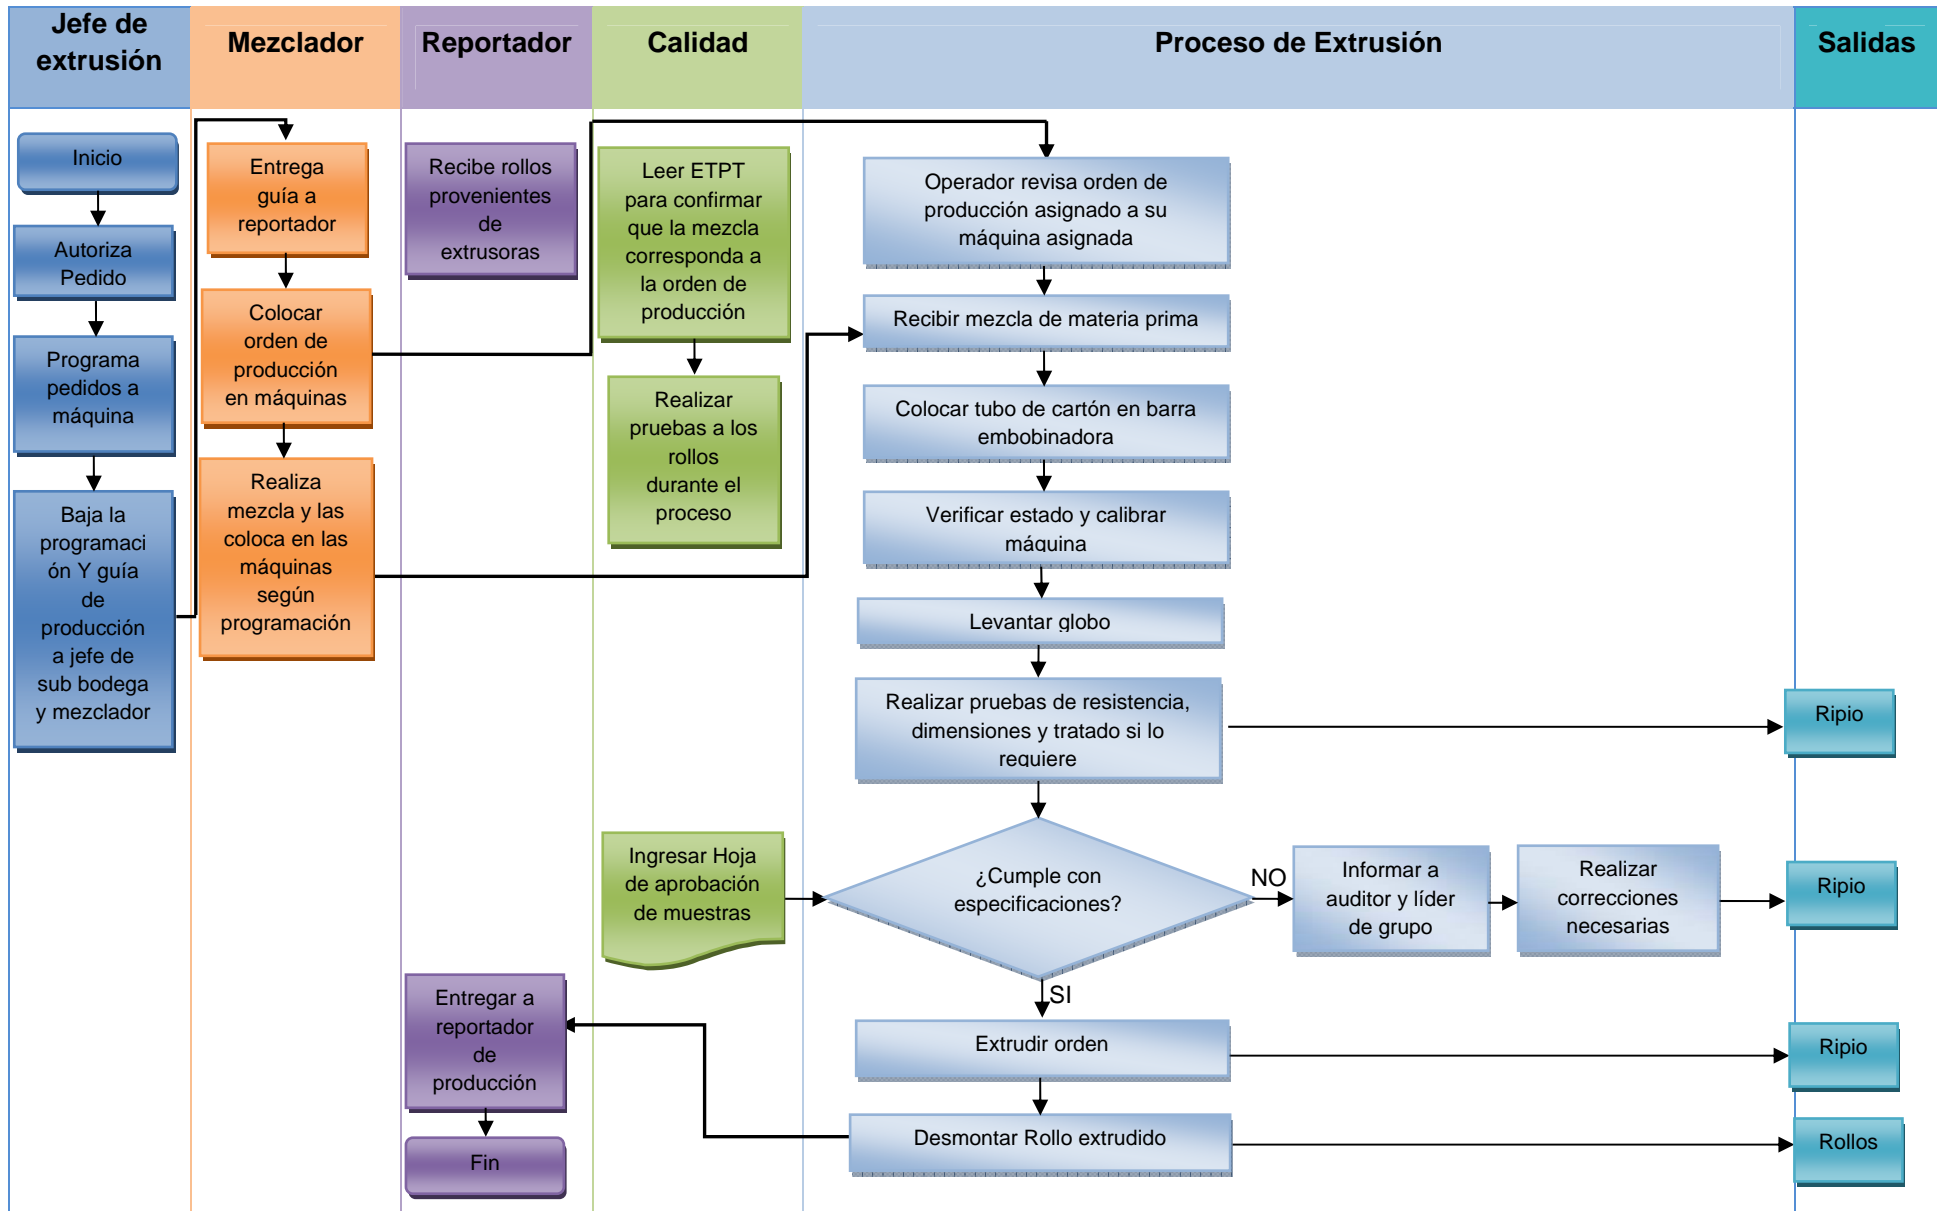 Jefe de
extrusión
Mezclador
Reportador
Calidad
Proceso de Extrusión
Salidas
Inicio
Autoriza
Pedido
Programa
pedidos a
máquina
Baja la
programaci
ón Y guía
de
producción
a jefe de
sub bodega
y mezclador
Entrega
guía a
reportador
Colocar
orden de
producción
en máquinas
Realiza
mezcla y las
coloca en las
máquinas
según
programación
Recibe rollos
provenientes
de
extrusoras
Entregar a
reportador
de
producción
Fin
Leer ETPT
para confirmar
que la mezcla
corresponda a
la orden de
producción
Realizar
pruebas a los
rollos
durante el
proceso
Ingresar Hoja
de aprobación
de muestras
Operador revisa orden de
producción asignado a su
máquina asignada
Recibir mezcla de materia prima
Colocar tubo de cartón en barra
embobinadora
Verificar estado y calibrar
máquina
Levantar globo
Realizar pruebas de resistencia,
dimensiones y tratado si lo
requiere
¿Cumple con
especificaciones?
NO
Informar a
auditor y líder
de grupo
Realizar
correcciones
necesarias
SI
Extrudir orden
Desmontar Rollo extrudido
Ripio
Ripio
Ripio
Rollos